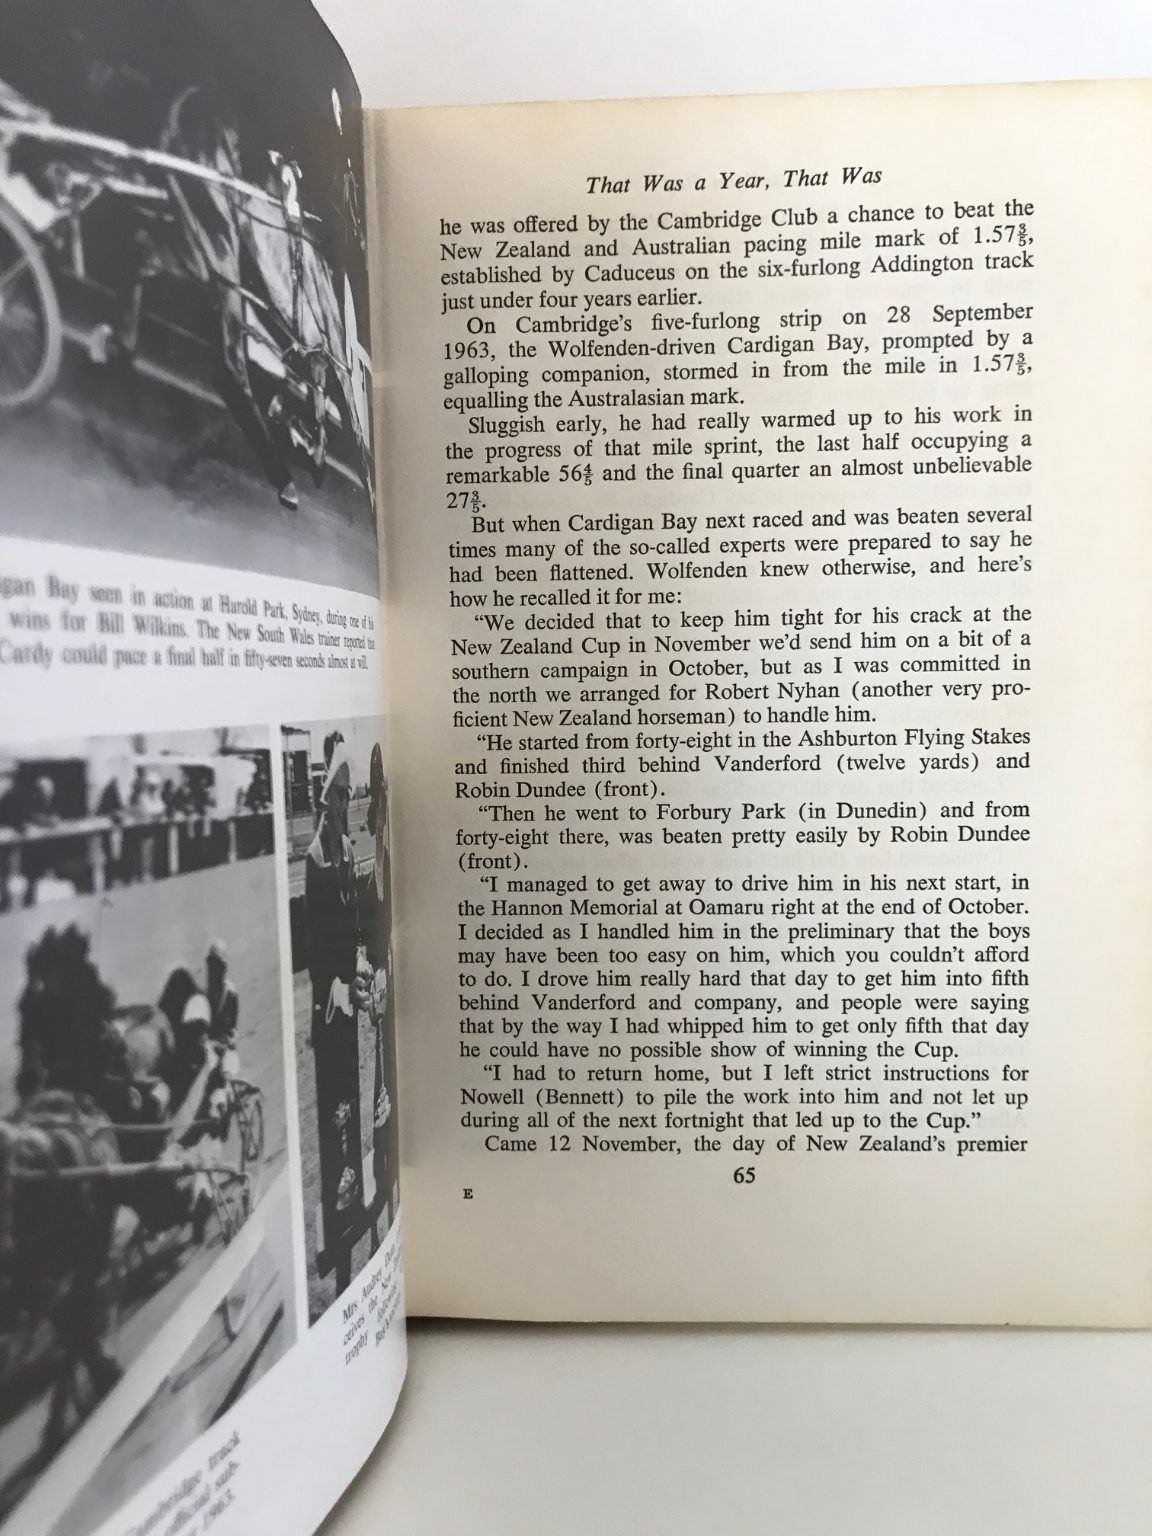 gan Bay seen in action at Harold Park, Sydney, during one of his
wins for Bill Wilkins. The New South Wales trainer reported that
Cardy could pace a final half in fifty-seven seconds almost at will.
2
Mrs Audrey
the New
trophy
track
official sub-
1963.
That Was a Year, That Was
he was offered by the Cambridge Club a chance to beat the
New Zealand and Australian pacing mile mark of 1.57⅗,
established by Caduceus on the six-furlong Addington track
just under four years earlier.
On Cambridge's five-furlong strip on 28 September
1963, the Wolfenden-driven Cardigan Bay, prompted by a
galloping companion, stormed in from the mile in 1.57⅗,
equalling the Australasian mark.
Sluggish early, he had really warmed up to his work in
the progress of that mile sprint, the last half occupying a
remarkable 56⅘ and the final quarter an almost unbelievable
27⅗.
But when Cardigan Bay next raced and was beaten several
times many of the so-called experts were prepared to say he
had been flattened. Wolfenden knew otherwise, and here's
how he recalled it for me:
“We decided that to keep him tight for his crack at the
New Zealand Cup in November we'd send him on a bit of a
southern campaign in October, but as I was committed in
the north we arranged for Robert Nyhan (another very pro-
ficient New Zealand horseman) to handle him.
“He started from forty-eight in the Ashburton Flying Stakes
and finished third behind Vanderford (twelve yards) and
Robin Dundee (front).
“Then he went to Forbury Park (in Dunedin) and from
forty-eight there, was beaten pretty easily by Robin Dundee
(front).
“I managed to get away to drive him in his next start, in
the Hannon Memorial at Oamaru right at the end of October.
I decided as I handled him in the preliminary that the boys
may have been too easy on him, which you couldn't afford
to do. I drove him really hard that day to get him into fifth
behind Vanderford and company, and people were saying
that by the way I had whipped him to get only fifth that day
he could have no possible show of winning the Cup.
“I had to return home, but I left strict instructions for
Nowell (Bennett) to pile the work into him and not let up
during all of the next fortnight that led up to the Cup.”
Came 12 November, the day of New Zealand's premier
65
E